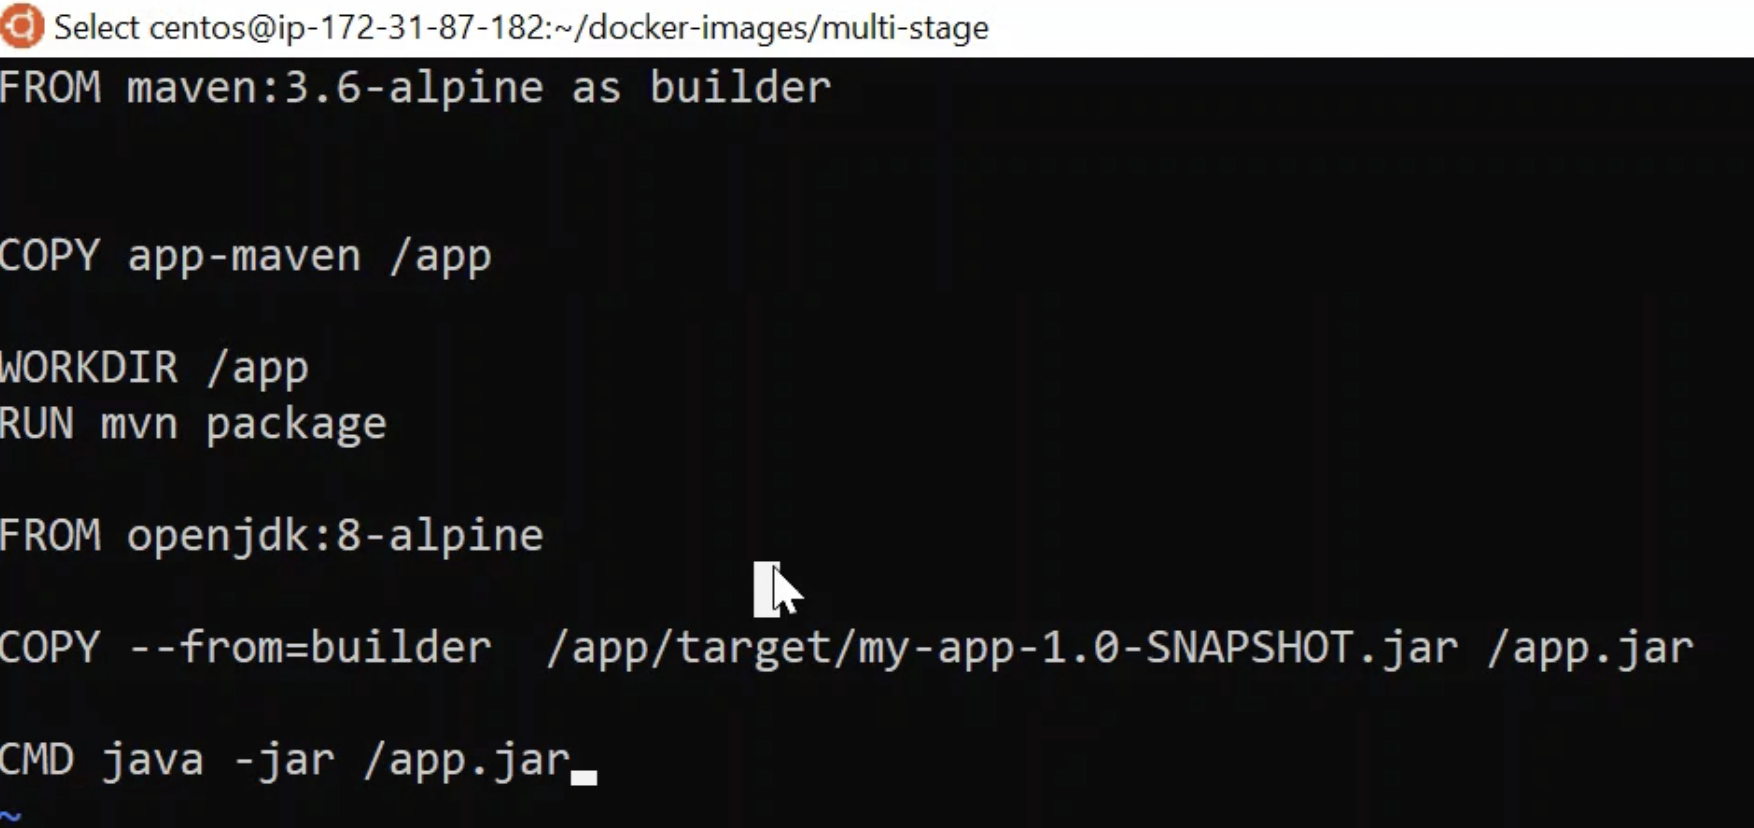 Select centos@ip-172-31-87-182:~/docker-images/multi-stage
FROM maven:3.6-alpine as builder
COPY app-maven /app
WORKDIR /app
RUN mvn package
FROM openjdk:8-alpine
COPY --from=builder  /app/target/my-app-1.0-SNAPSHOT.jar /app.jar
CMD java -jar /app.jar
~